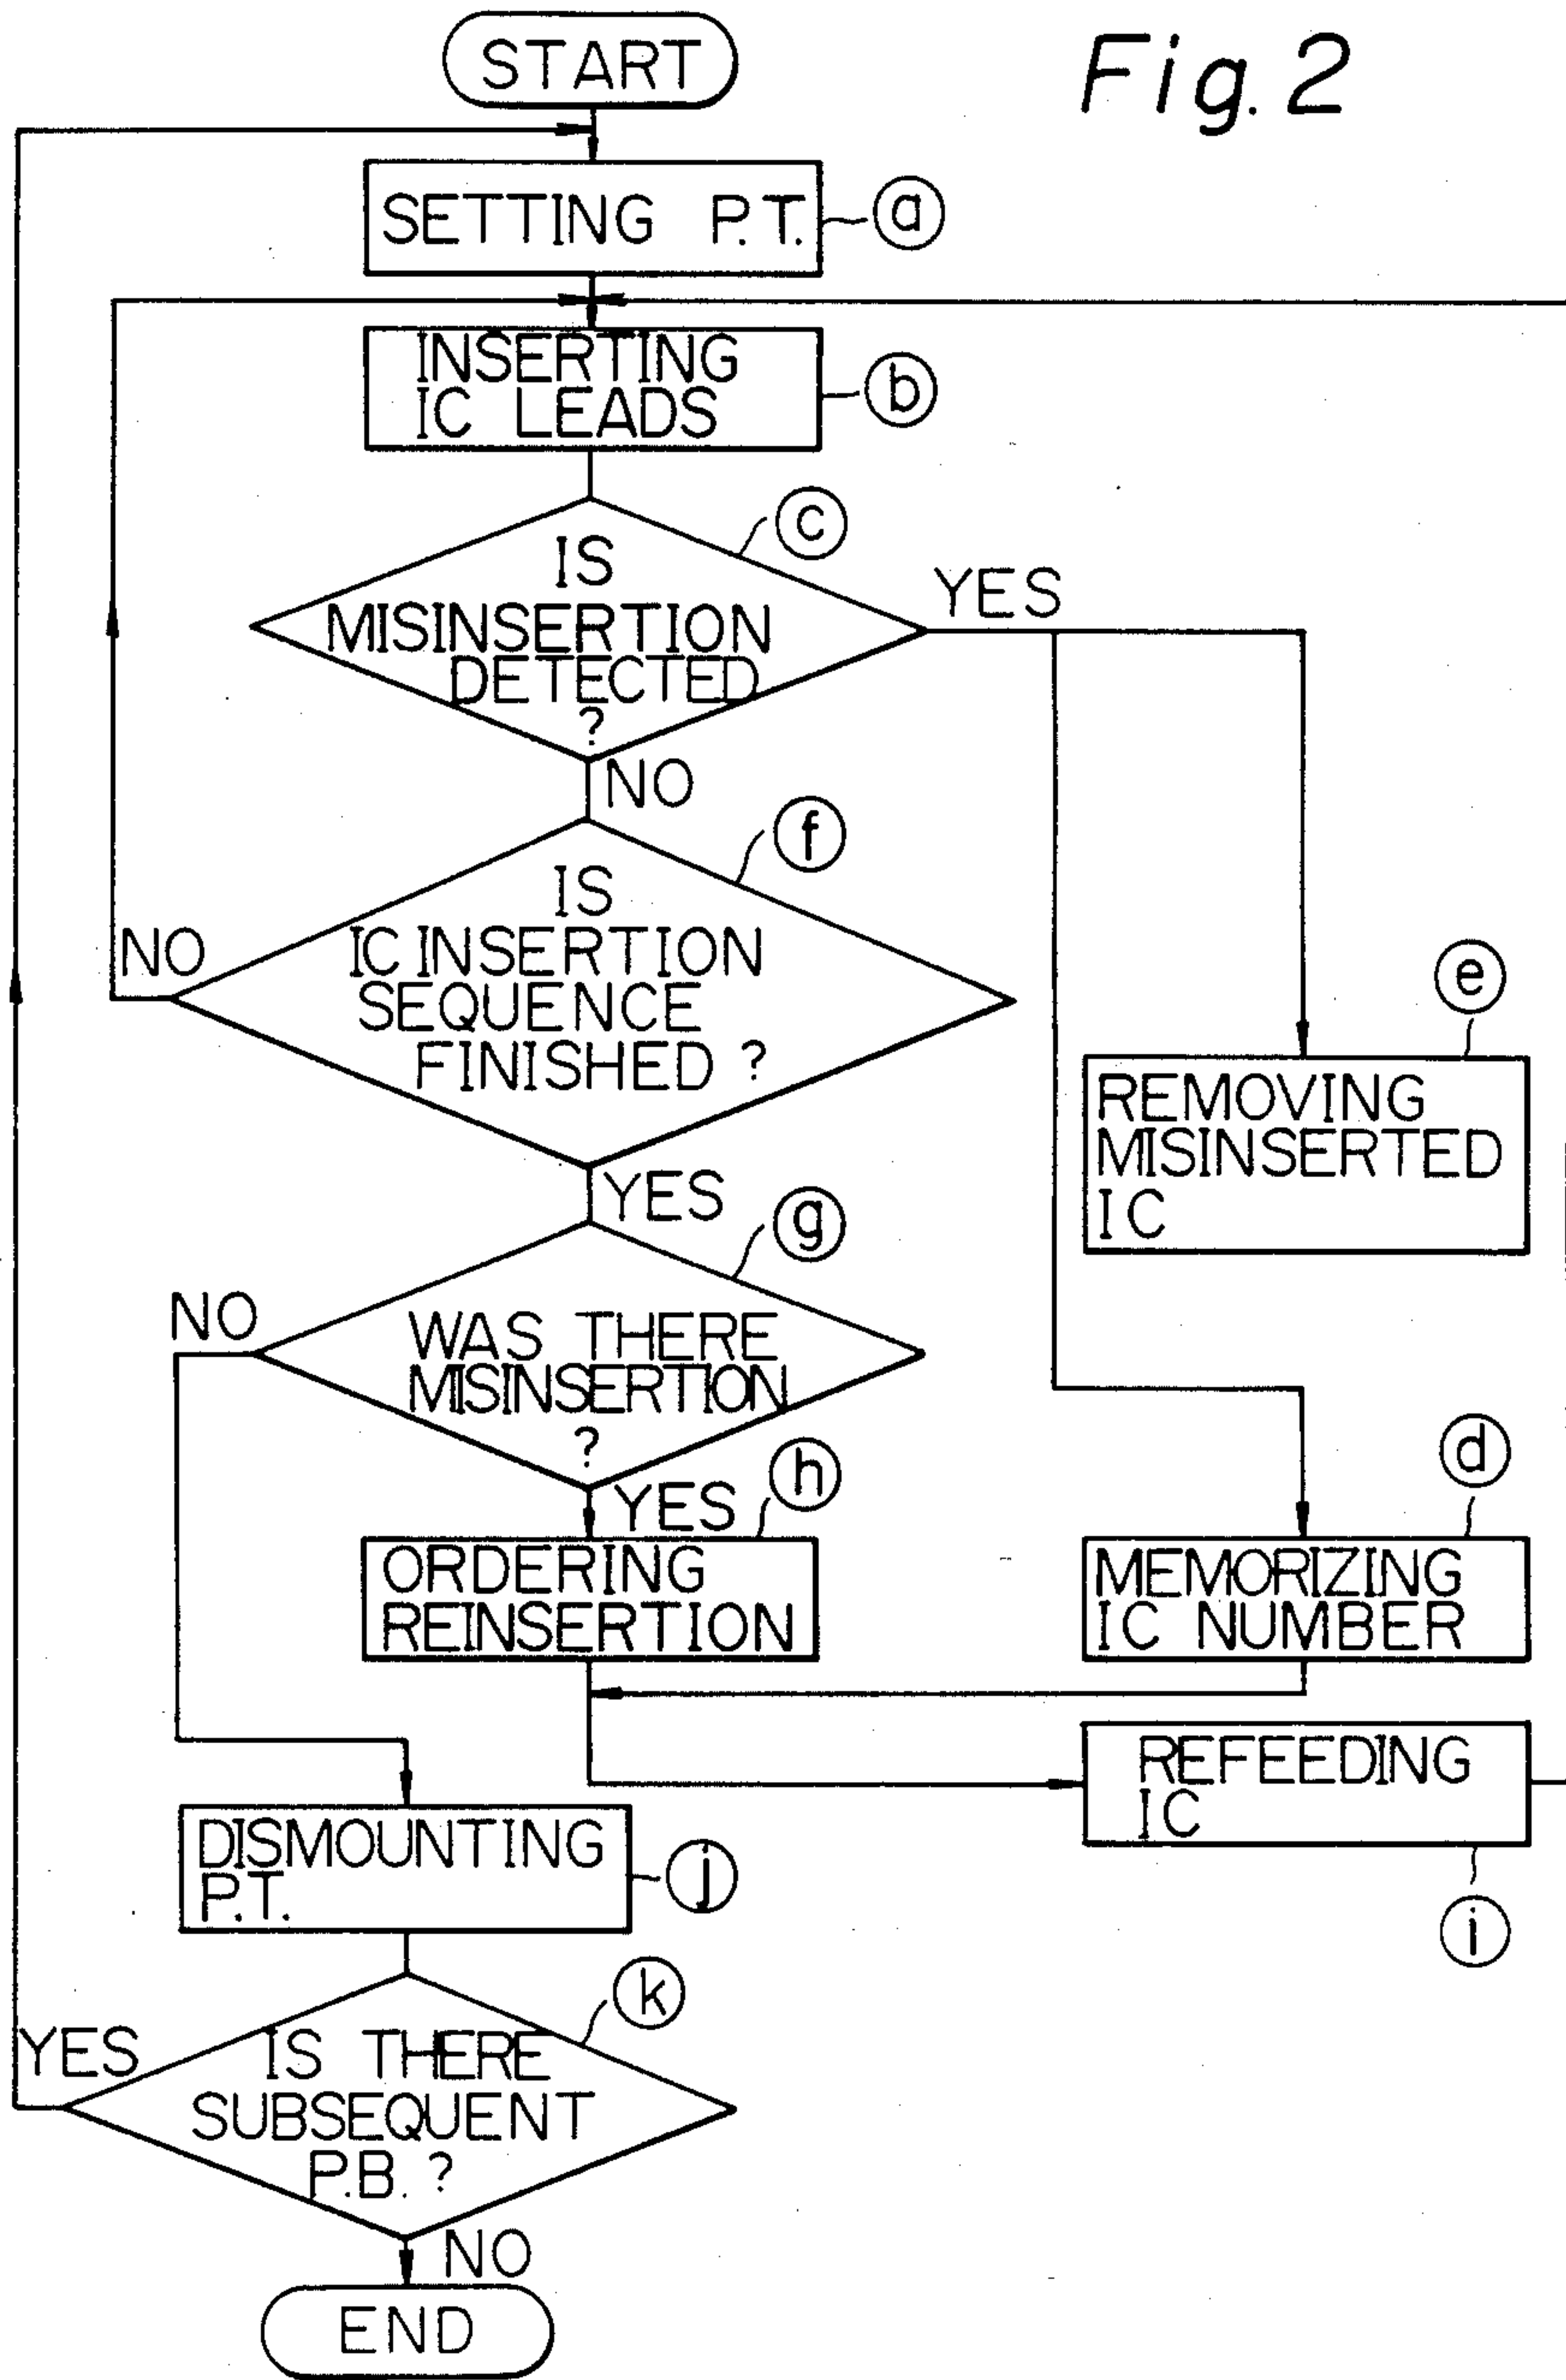 START
Fig. 2
SETTING P.T.
a
INSERTING
IC LEADS
b
c
IS
MISINSERTION
DETECTED
?
YES
NO
f
IS
IC INSERTION
SEQUENCE
FINISHED ?
NO
e
REMOVING
MISINSERTED
IC
YES
g
NO
WAS THERE
MISINSERTION
?
YES
h
ORDERING
REINSERTION
d
MEMORIZING
IC NUMBER
REFEEDING
IC
i
DISMOUNTING
P.T.
j
k
YES
IS THERE
SUBSEQUENT
P.B. ?
NO
END